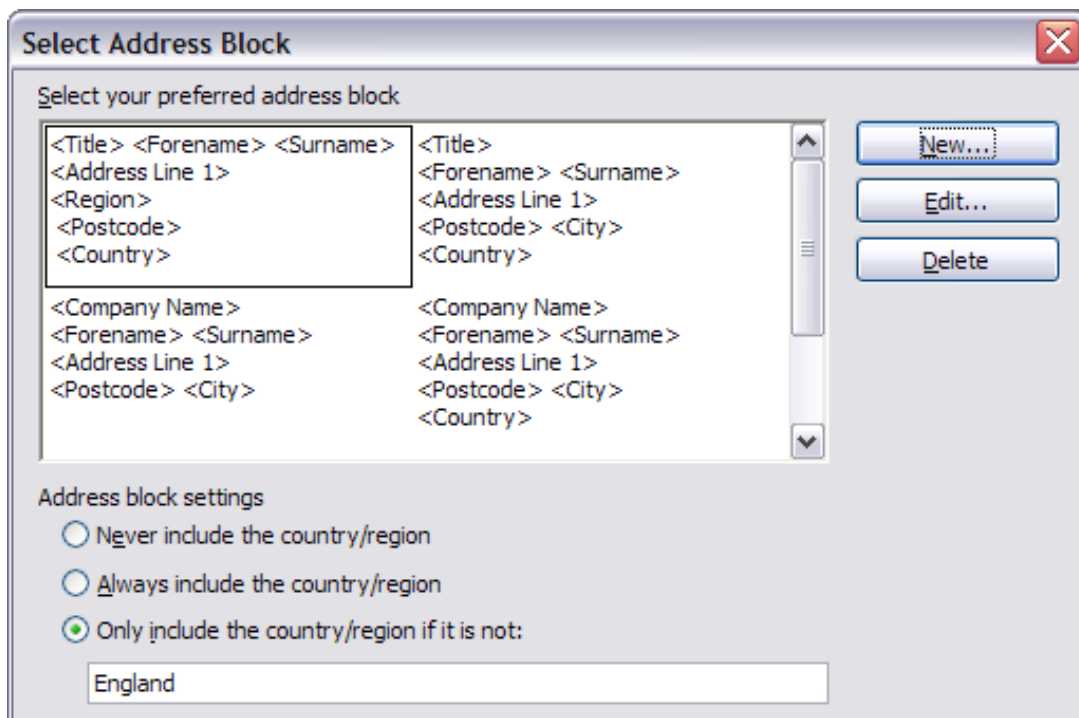 Select Address Block
Select your preferred address block
<Title> <Forename> <Surname>
<Address Line 1>
<Region>
<Postcode>
<Country>
<Title>
<Forename> <Surname>
<Address Line 1>
<Postcode> <City>
<Country>
<Company Name>
<Forename> <Surname>
<Address Line 1>
<Postcode> <City>
<Company Name>
<Forename> <Surname>
<Address Line 1>
<Postcode> <City>
<Country>
New...
Edit...
Delete
Address block settings
Never include the country/region
Always include the country/region
Only include the country/region if it is not:
England